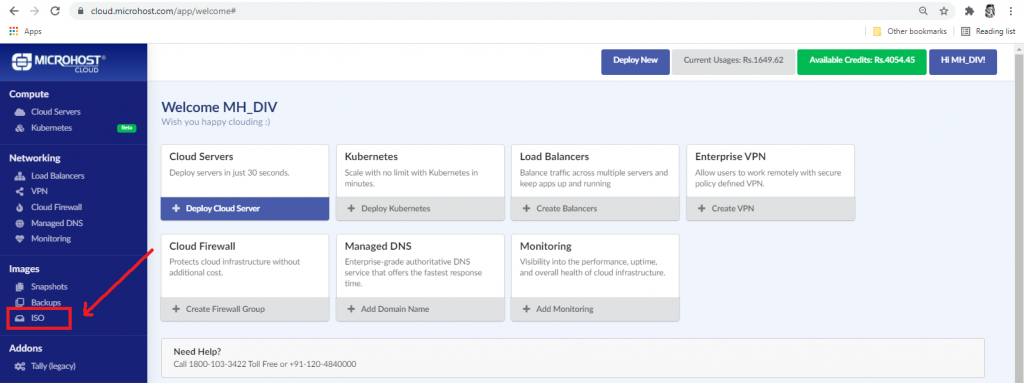 cloud.microhost.com/app/welcome#
Apps
Other bookmarks
Reading list
MICROHOST®
CLOUD
Deploy New
Current Usages: Rs.1649.62
Available Credits: Rs.4054.45
Hi MH_DIV!
Compute
Cloud Servers
Kubernetes
Beta
Networking
Load Balancers
VPN
Cloud Firewall
Managed DNS
Monitoring
Images
Snapshots
Backups
ISO
Addons
Tally (legacy)
Welcome MH_DIV
Wish you happy clouding :)
Cloud Servers
Deploy servers in just 30 seconds.
+ Deploy Cloud Server
Kubernetes
Scale with no limit with Kubernetes in
minutes.
+ Deploy Kubernetes
Load Balancers
Balance traffic across multiple servers and
keep apps up and running
+ Create Balancers
Enterprise VPN
Allow users to work remotely with secure
policy defined VPN.
+ Create VPN
Cloud Firewall
Protects cloud infrastructure without
additional cost.
+ Create Firewall Group
Managed DNS
Enterprise-grade authoritative DNS
service that offers the fastest response
time.
+ Add Domain Name
Monitoring
Visibility into the performance, uptime,
and overall health of cloud infrastructure.
+ Add Monitoring
Need Help?
Call 1800-103-3422 Toll Free or +91-120-4840000